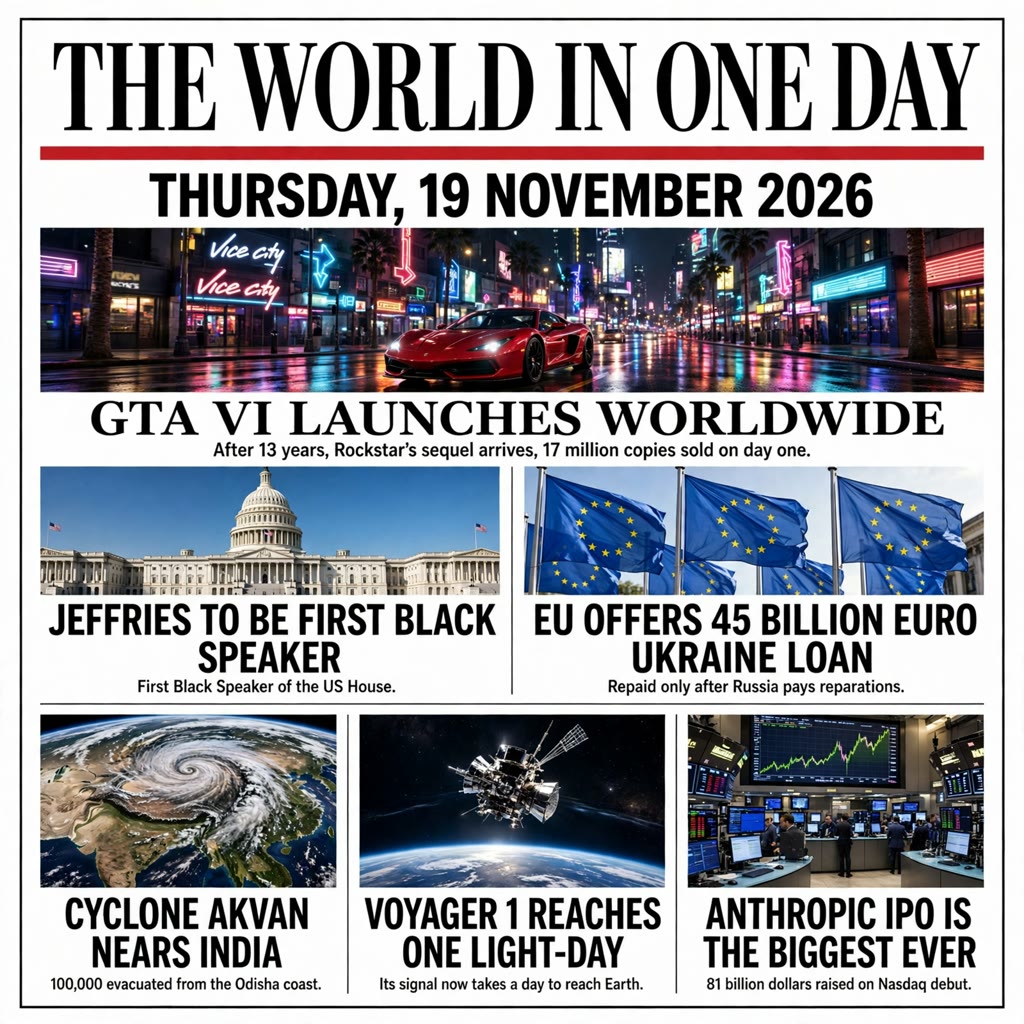 THE WORLD IN ONE DAY
THURSDAY, 19 NOVEMBER 2026
Vice city
Vice city
GTA VI LAUNCHES WORLDWIDE
After 13 years, Rockstar's sequel arrives, 17 million copies sold on day one.
JEFFRIES TO BE FIRST BLACK
SPEAKER
First Black Speaker of the US House.
EU OFFERS 45 BILLION EURO
UKRAINE LOAN
Repaid only after Russia pays reparations.
CYCLONE AKVAN
NEARS INDIA
100,000 evacuated from the Odisha coast.
VOYAGER 1 REACHES
ONE LIGHT-DAY
Its signal now takes a day to reach Earth.
ANTHROPIC IPO IS
THE BIGGEST EVER
81 billion dollars raised on Nasdaq debut.